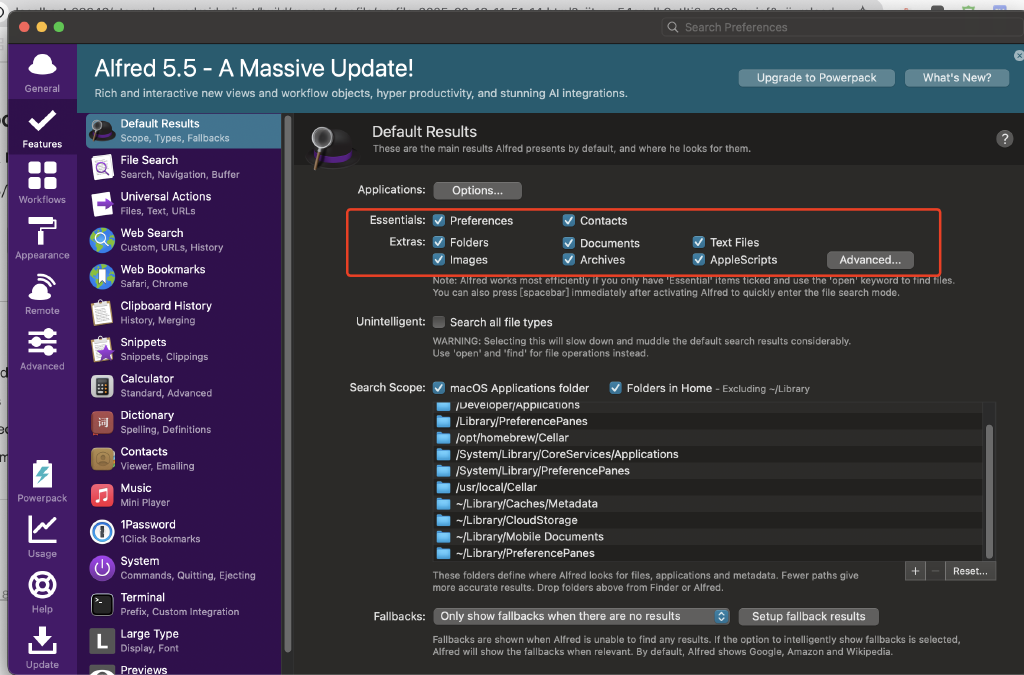 Search Preferences
General
Features
Workflows
Appearance
Remote
Advanced
Powerpack
Usage
Help
Update
Alfred 5.5 - A Massive Update!
Rich and interactive new views and workflow objects, hyper productivity, and stunning AI integrations.
Upgrade to Powerpack
What's New?
Default Results
Scope, Types, Fallbacks
File Search
Search, Navigation, Buffer
Universal Actions
Files, Text, URLs
Web Search
Custom, URLs, History
Web Bookmarks
Safari, Chrome
Clipboard History
History, Merging
Snippets
Snippets, Clippings
Calculator
Standard, Advanced
Dictionary
Spelling, Definitions
Contacts
Viewer, Emailing
Music
Mini Player
1Password
1Click Bookmarks
System
Commands, Quitting, Ejecting
Terminal
Prefix, Custom Integration
Large Type
Display, Font
Previews
Default Results
These are the main results Alfred presents by default, and where he looks for them.
?
Applications: Options...
Essentials: Preferences Contacts
Extras: Folders Documents Text Files
Images Archives AppleScripts Advanced...
Note: Alfred works most efficiently if you only have 'Essential' items ticked and use the 'open' keyword to find files.
You can also press [spacebar] immediately after activating Alfred to quickly enter the file search mode.
Unintelligent: Search all file types
WARNING: Selecting this will slow down and muddle the default search results considerably.
Use 'open' and 'find' for file operations instead.
Search Scope: macOS Applications folder Folders in Home - Excluding ~/Library
/Developer/Applications
/Library/PreferencePanes
/opt/homebrew/Cellar
/System/Library/CoreServices/Applications
/System/Library/PreferencePanes
/usr/local/Cellar
~/Library/Caches/Metadata
~/Library/CloudStorage
~/Library/Mobile Documents
~/Library/PreferencePanes
+ − Reset...
These folders define where Alfred looks for files, applications and metadata. Fewer paths give
more accurate results. Drop folders above from Finder or Alfred.
Fallbacks: Only show fallbacks when there are no results Setup fallback results
Fallbacks are shown when Alfred is unable to find any results. If the option to intelligently show fallbacks is selected,
Alfred will show the fallbacks when relevant. By default, Alfred shows Google, Amazon and Wikipedia.